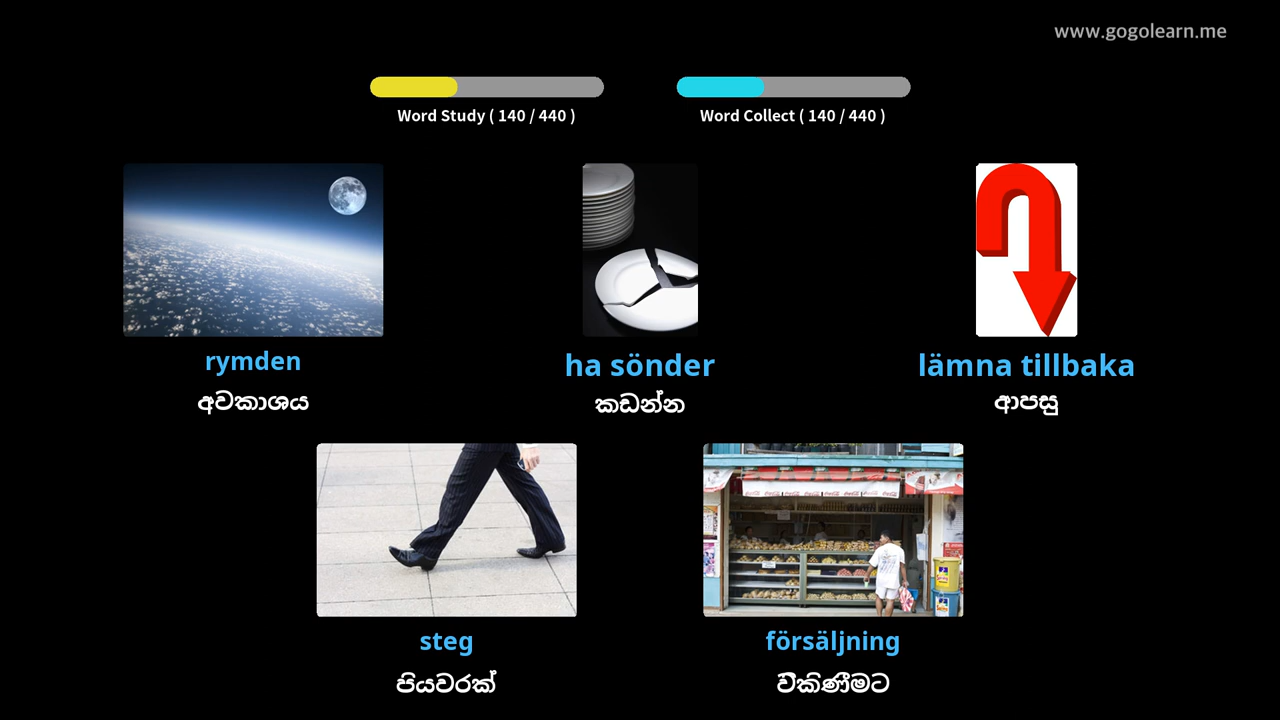 www.gogolearn.me
Word Study ( 140 / 440 )
Word Collect ( 140 / 440 )
rymden
අවකාශය
ha sönder
කඩන්න
lämna tillbaka
ආපසු
steg
පියවරක්
försäljning
විකිණීමට